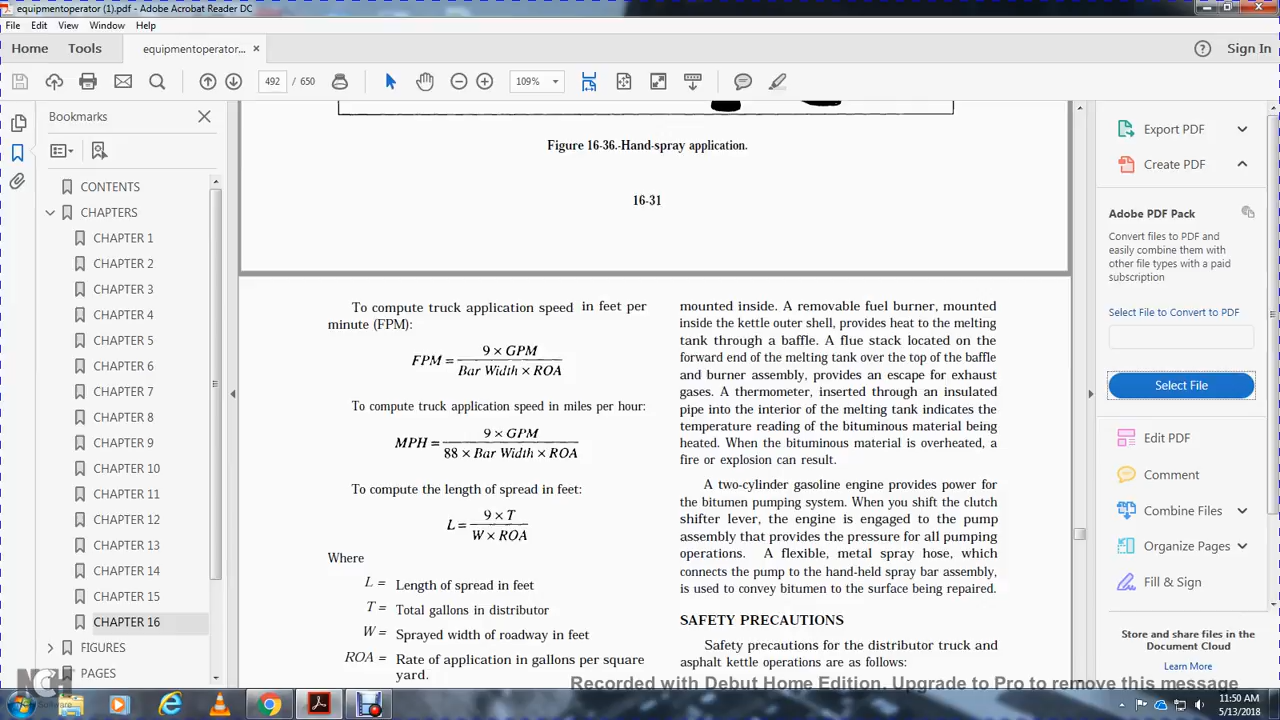 equipmentoperator (1).pdf - Adobe Acrobat Reader DC
File Edit View Window Help
Home Tools equipmentoperator... × Sign In
492 / 650 109%
Bookmarks
CONTENTS
CHAPTERS
CHAPTER 1
CHAPTER 2
CHAPTER 3
CHAPTER 4
CHAPTER 5
CHAPTER 6
CHAPTER 7
CHAPTER 8
CHAPTER 9
CHAPTER 10
CHAPTER 11
CHAPTER 12
CHAPTER 13
CHAPTER 14
CHAPTER 15
CHAPTER 16
FIGURES
PAGES
Figure 16-36.-Hand-spray application.
16-31
To compute truck application speed in feet per
minute (FPM):
FPM = 9 × GPM
Bar Width × ROA
To compute truck application speed in miles per hour:
MPH = 9 × GPM
88 × Bar Width × ROA
To compute the length of spread in feet:
L = 9 × T
W × ROA
Where
L = Length of spread in feet
T = Total gallons in distributor
W = Sprayed width of roadway in feet
ROA = Rate of application in gallons per square
yard.
mounted inside. A removable fuel burner, mounted
inside the kettle outer shell, provides heat to the melting
tank through a baffle. A flue stack located on the
forward end of the melting tank over the top of the baffle
and burner assembly, provides an escape for exhaust
gases. A thermometer, inserted through an insulated
pipe into the interior of the melting tank indicates the
temperature reading of the bituminous material being
heated. When the bituminous material is overheated, a
fire or explosion can result.
A two-cylinder gasoline engine provides power for
the bitumen pumping system. When you shift the clutch
shifter lever, the engine is engaged to the pump
assembly that provides the pressure for all pumping
operations. A flexible, metal spray hose, which
connects the pump to the hand-held spray bar assembly,
is used to convey bitumen to the surface being repaired.
SAFETY PRECAUTIONS
Safety precautions for the distributor truck and
asphalt kettle operations are as follows:
Export PDF
Create PDF
Adobe PDF Pack
Convert files to PDF and
easily combine them with
other file types with a paid
subscription
Select File to Convert to PDF
Select File
Edit PDF
Comment
Combine Files
Organize Pages
Fill & Sign
Store and share files in the
Document Cloud
Learn More
NCH Software
Recorded with Debut Home Edition. Upgrade to Pro to remove this message
11:50 AM
5/13/2018